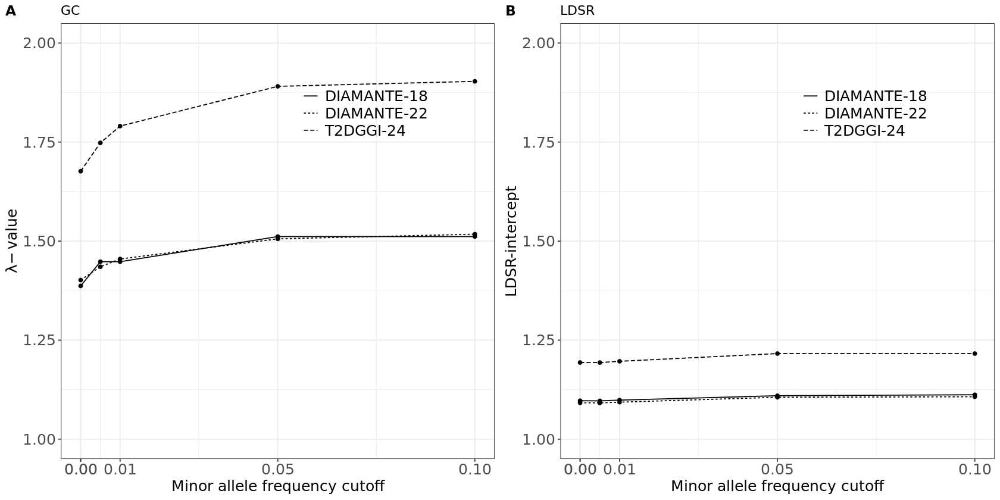 A GC
2.00
1.75
1.50
1.25
1.00
λ− value
DIAMANTE-18
DIAMANTE-22
T2DGGI-24
0.00 0.01 0.05 0.10
Minor allele frequency cutoff
B LDSR
2.00
1.75
1.50
1.25
1.00
LDSR-intercept
DIAMANTE-18
DIAMANTE-22
T2DGGI-24
0.00 0.01 0.05 0.10
Minor allele frequency cutoff